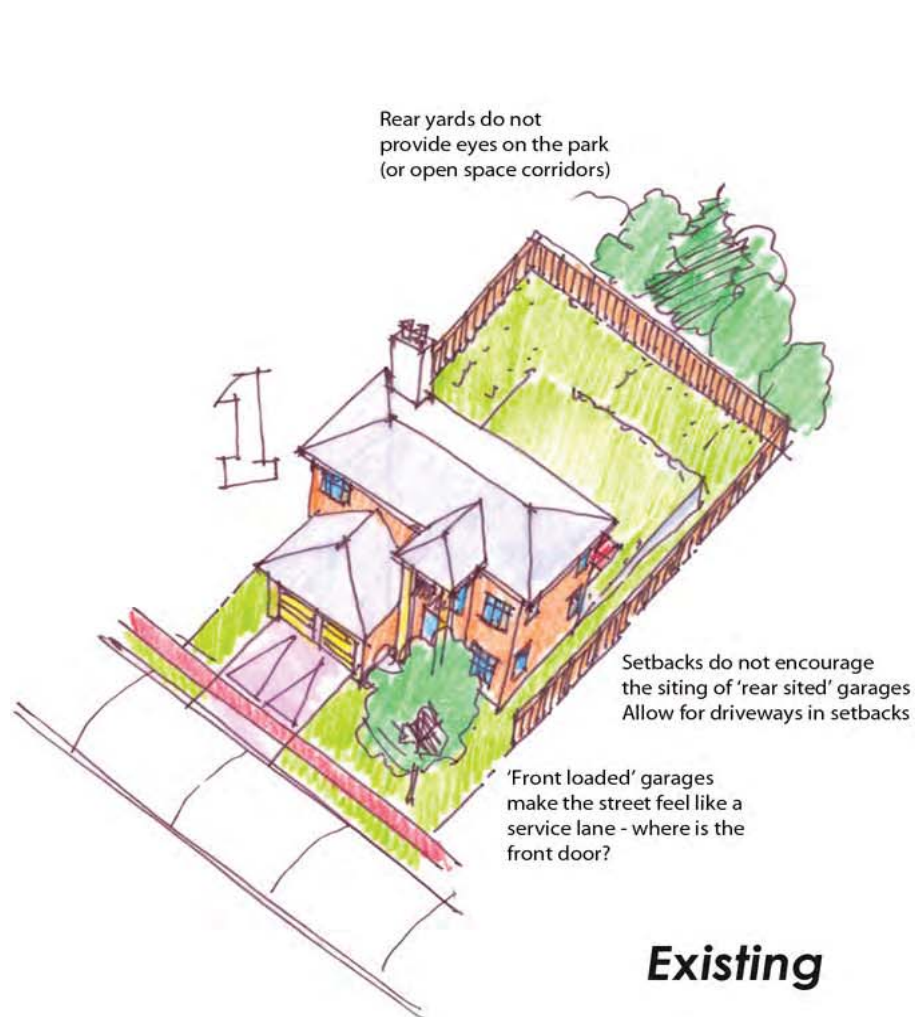 Rear yards do not
provide eyes on the park
(or open space corridors)
1
Setbacks do not encourage
the siting of ‘rear sited’ garages
Allow for driveways in setbacks
‘Front loaded’ garages
make the street feel like a
service lane - where is the
front door?
Existing